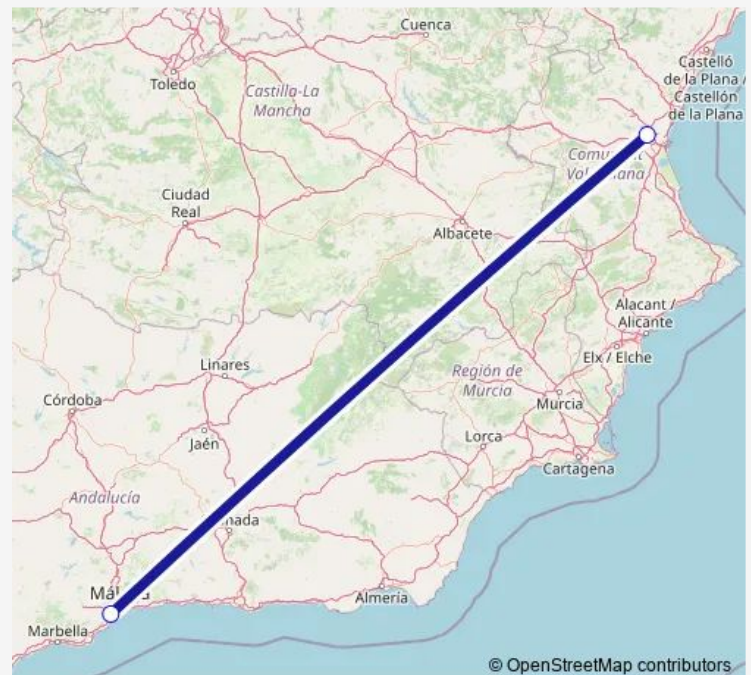 Cuenca
Castelló
de la Plana /
Castellón
de la Plana
Toledo
Castilla-La
Mancha
Ciudad
Real
Albacete
Alacant /
Alicante
Elx / Elche
Linares
Región de
Murcia
Murcia
Córdoba
Jaén
Lorca
Cartagena
Andalucía
Almería
Marbella
© OpenStreetMap contributors